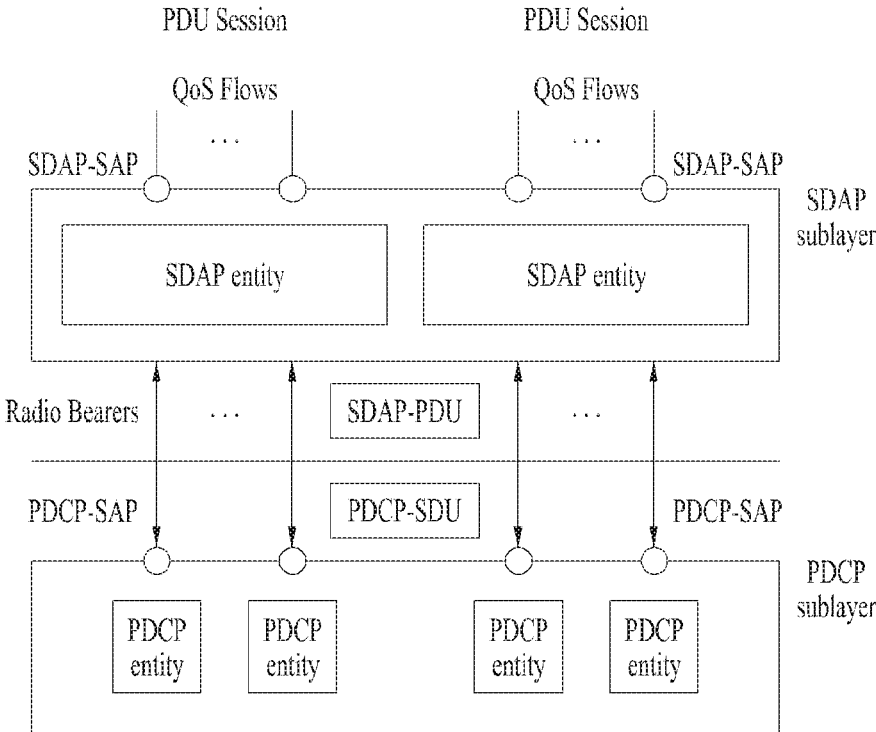 PDU Session
PDU Session
QoS Flows
QoS Flows
...
...
SDAP-SAP
SDAP-SAP
SDAP
sublayer
SDAP entity
SDAP entity
Radio Bearers
...
SDAP-PDU
...
PDCP-SAP
PDCP-SDU
PDCP-SAP
PDCP
sublayer
PDCP
entity
PDCP
entity
PDCP
entity
PDCP
entity